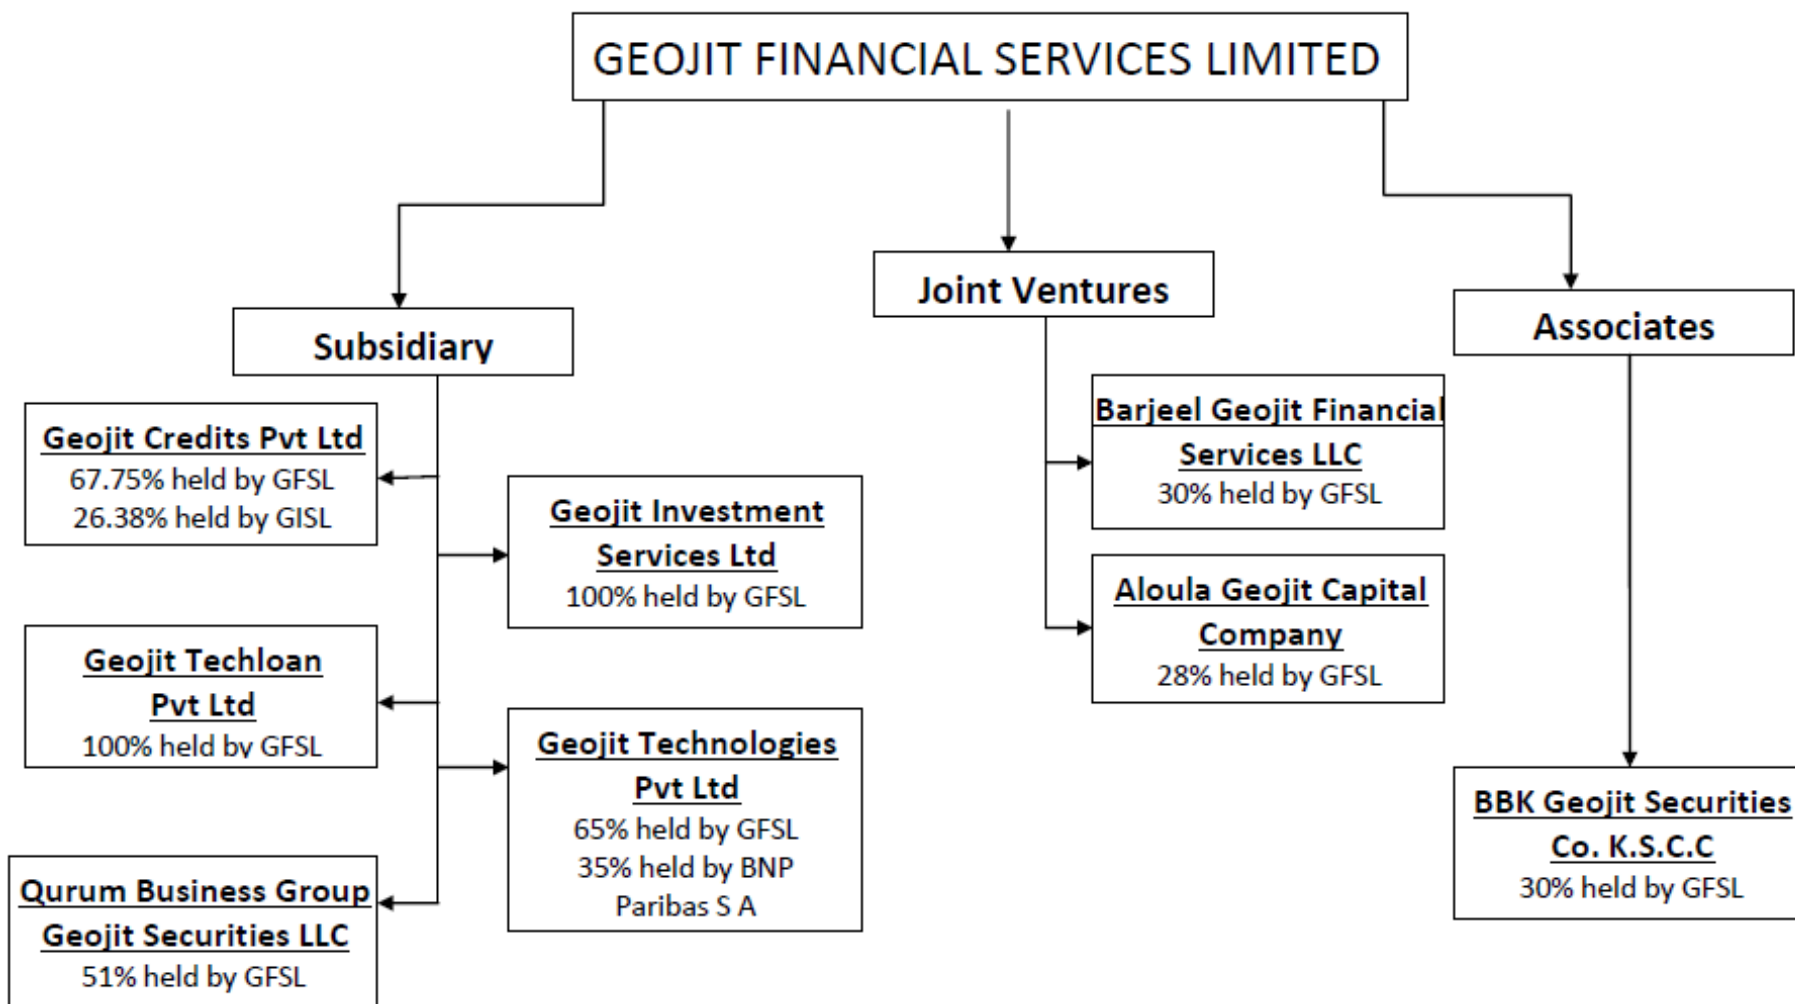 GEOJIT FINANCIAL SERVICES LIMITED
Subsidiary
Geojit Credits Pvt Ltd
67.75% held by GFSL
26.38% held by GISL
Geojit Investment
Services Ltd
100% held by GFSL
Geojit Techloan
Pvt Ltd
100% held by GFSL
Geojit Technologies
Pvt Ltd
65% held by GFSL
35% held by BNP
Paribas S A
Qurum Business Group
Geojit Securities LLC
51% held by GFSL
Joint Ventures
Barjeel Geojit Financial
Services LLC
30% held by GFSL
Aloula Geojit Capital
Company
28% held by GFSL
Associates
BBK Geojit Securities
Co. K.S.C.C
30% held by GFSL